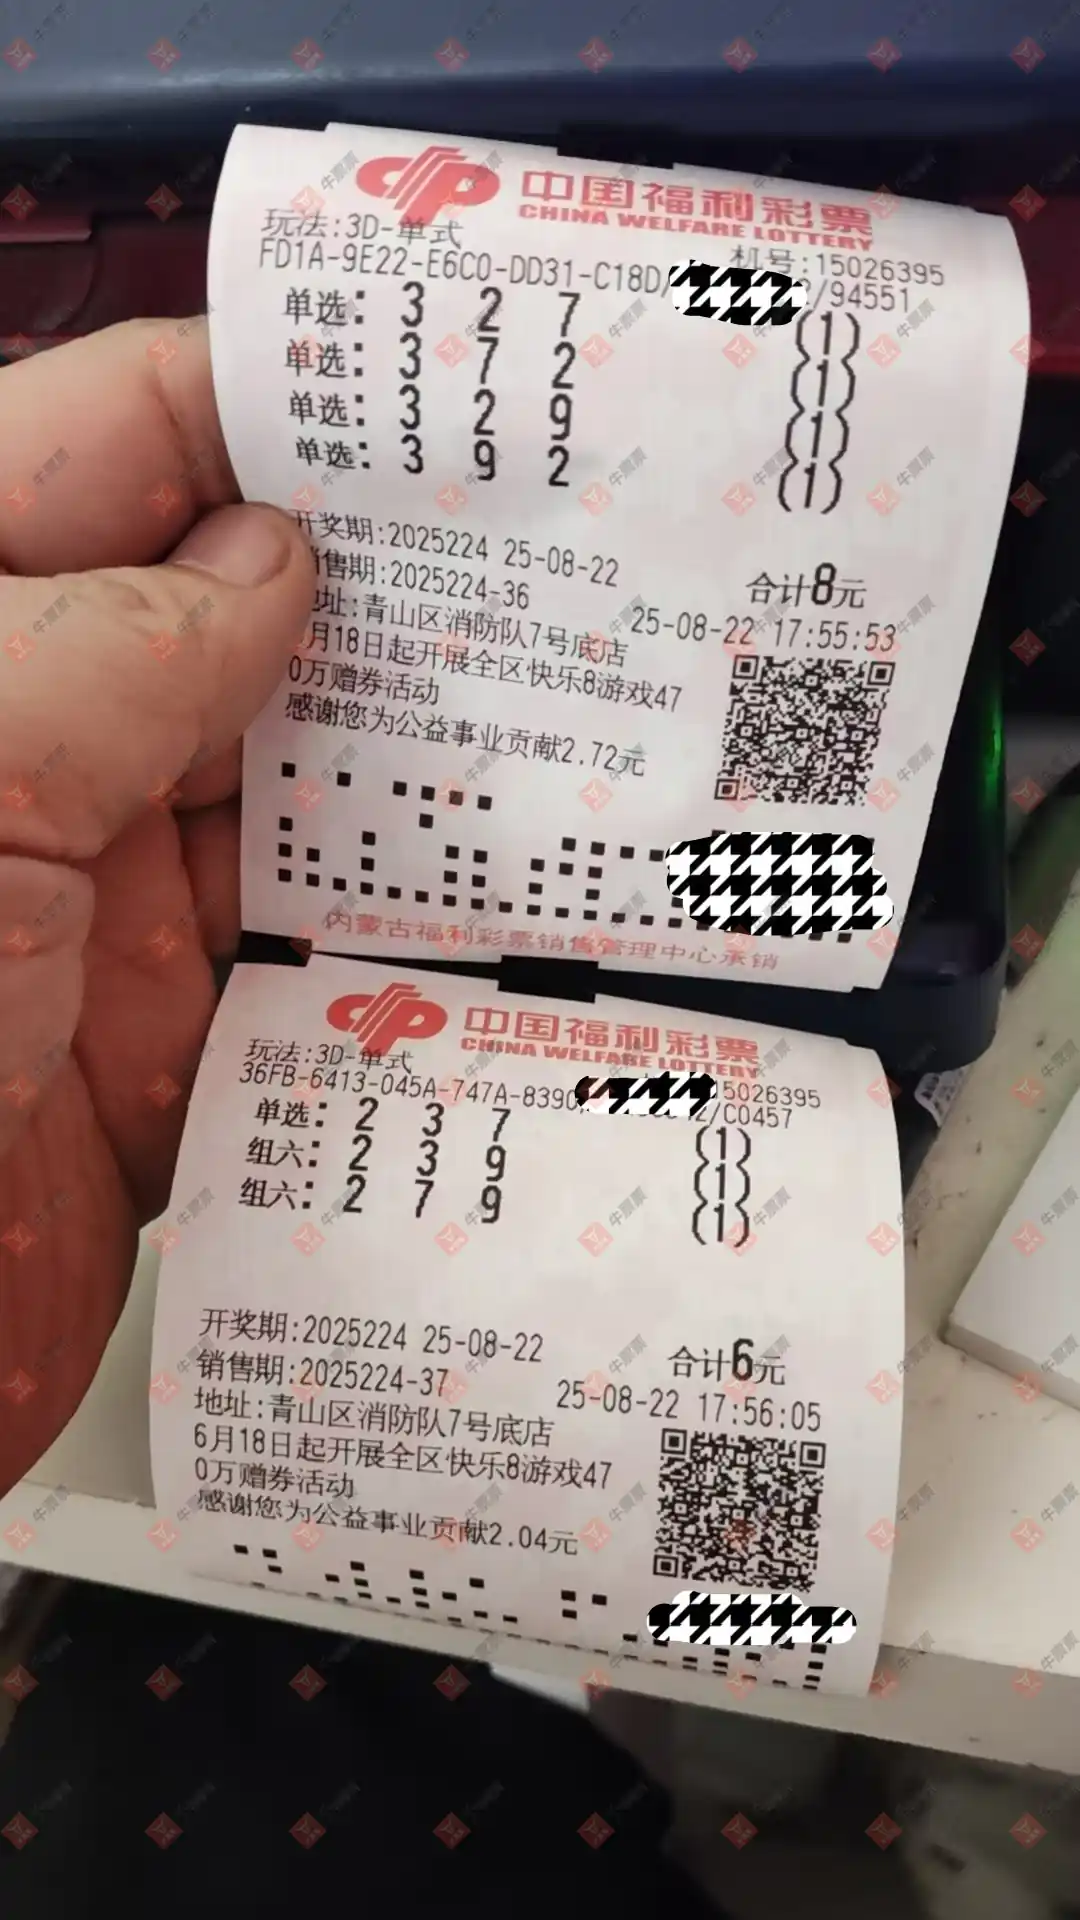 中国福利彩票
CHINA WELFARE LOTTERY
玩法:3D-单式
机号:15026395
FD1A-9E22-E6C0-DD31-C18D/ /94551
单选: 3 2 7 (1)
单选: 3 7 2 (1)
单选: 3 2 9 (1)
单选: 3 9 2 (1)
开奖期:2025224 25-08-22
合计8元
售期:2025224-36
25-08-22 17:55:53
址:青山区消防队7号底店
月18日起开展全区快乐8游戏47
0万赠券活动
感谢您为公益事业贡献2.72元
内蒙古福利彩票销售管理中心承销
中国福利彩票
CHINA WELFARE LOTTERY
玩法:3D-单式
15026395
36FB-6413-045A-747A-8390 /C0457
单选: 2 3 7 (1)
组六: 2 3 9 (1)
组六: 2 7 9 (1)
开奖期:2025224 25-08-22
合计6元
销售期:2025224-37
25-08-22 17:56:05
地址:青山区消防队7号底店
6月18日起开展全区快乐8游戏47
0万赠券活动
感谢您为公益事业贡献2.04元
牛票票